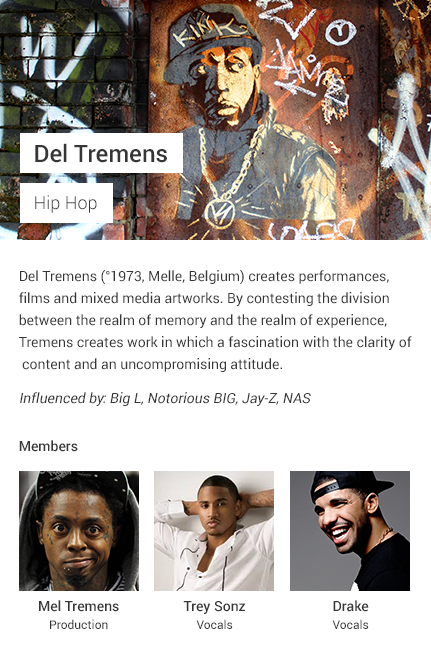 KINK
Del Tremens
Hip Hop
Del Tremens (°1973, Melle, Belgium) creates performances,
films and mixed media artworks. By contesting the division
between the realm of memory and the realm of experience,
Tremens creates work in which a fascination with the clarity of
content and an uncompromising attitude.
Influenced by: Big L, Notorious BIG, Jay-Z, NAS
Members
Mel Tremens
Production
Trey Sonz
Vocals
Drake
Vocals